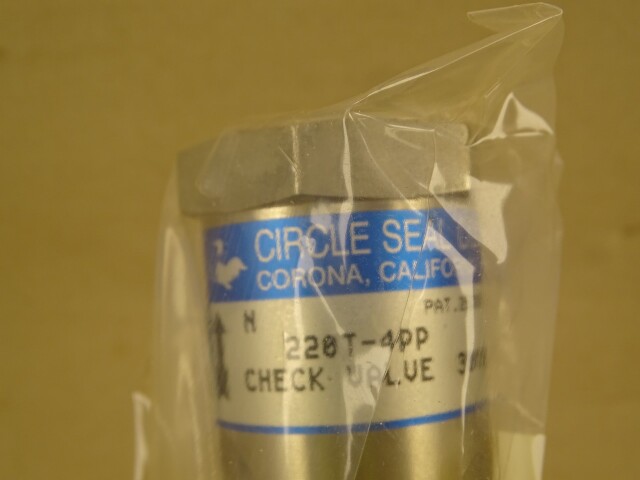 CIRCLE SEAL
CORONA, CALIFO
PAT.
N
220T-4PP
CHECK VALVE